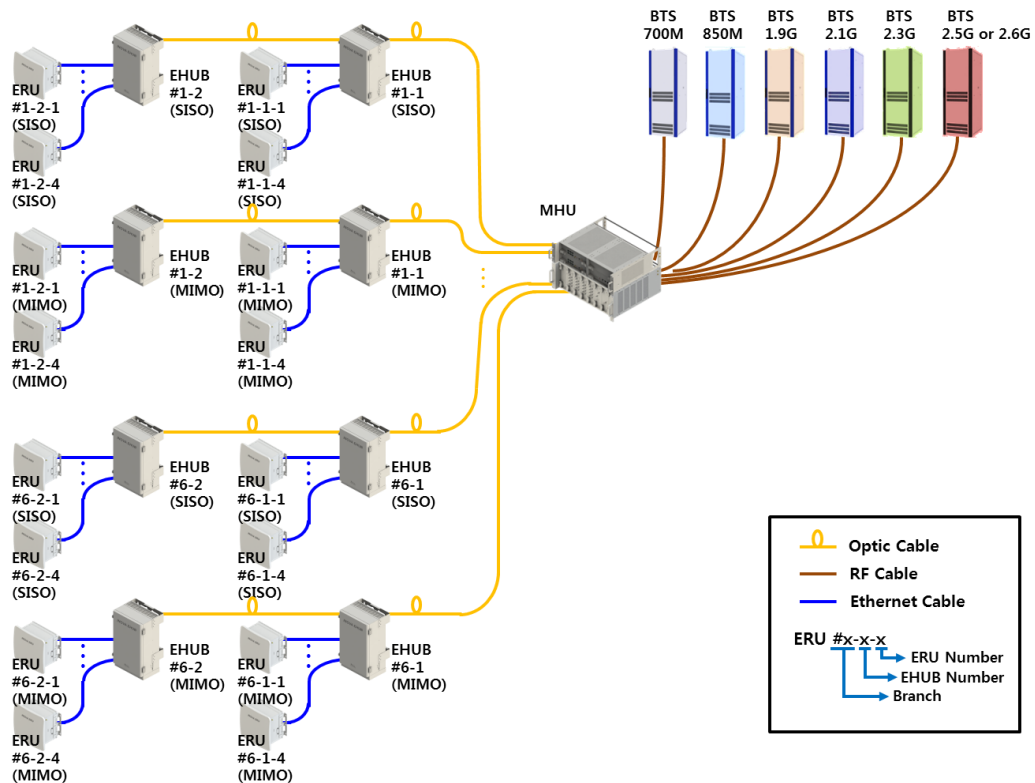 BTS
700M
BTS
850M
BTS
1.9G
BTS
2.1G
BTS
2.3G
BTS
2.5G or 2.6G
MHU
ERU
#1-2-1
(SISO)
ERU
#1-2-4
(SISO)
EHUB
#1-2
(SISO)
ERU
#1-1-1
(SISO)
ERU
#1-1-4
(SISO)
EHUB
#1-1
(SISO)
ERU
#1-2-1
(MIMO)
ERU
#1-2-4
(MIMO)
EHUB
#1-2
(MIMO)
ERU
#1-1-1
(MIMO)
ERU
#1-1-4
(MIMO)
EHUB
#1-1
(MIMO)
ERU
#6-2-1
(SISO)
ERU
#6-2-4
(SISO)
EHUB
#6-2
(SISO)
ERU
#6-1-1
(SISO)
ERU
#6-1-4
(SISO)
EHUB
#6-1
(SISO)
ERU
#6-2-1
(MIMO)
ERU
#6-2-4
(MIMO)
EHUB
#6-2
(MIMO)
ERU
#6-1-1
(MIMO)
ERU
#6-1-4
(MIMO)
EHUB
#6-1
(MIMO)
Optic Cable
RF Cable
Ethernet Cable
ERU #x-x-x
ERU Number
EHUB Number
Branch